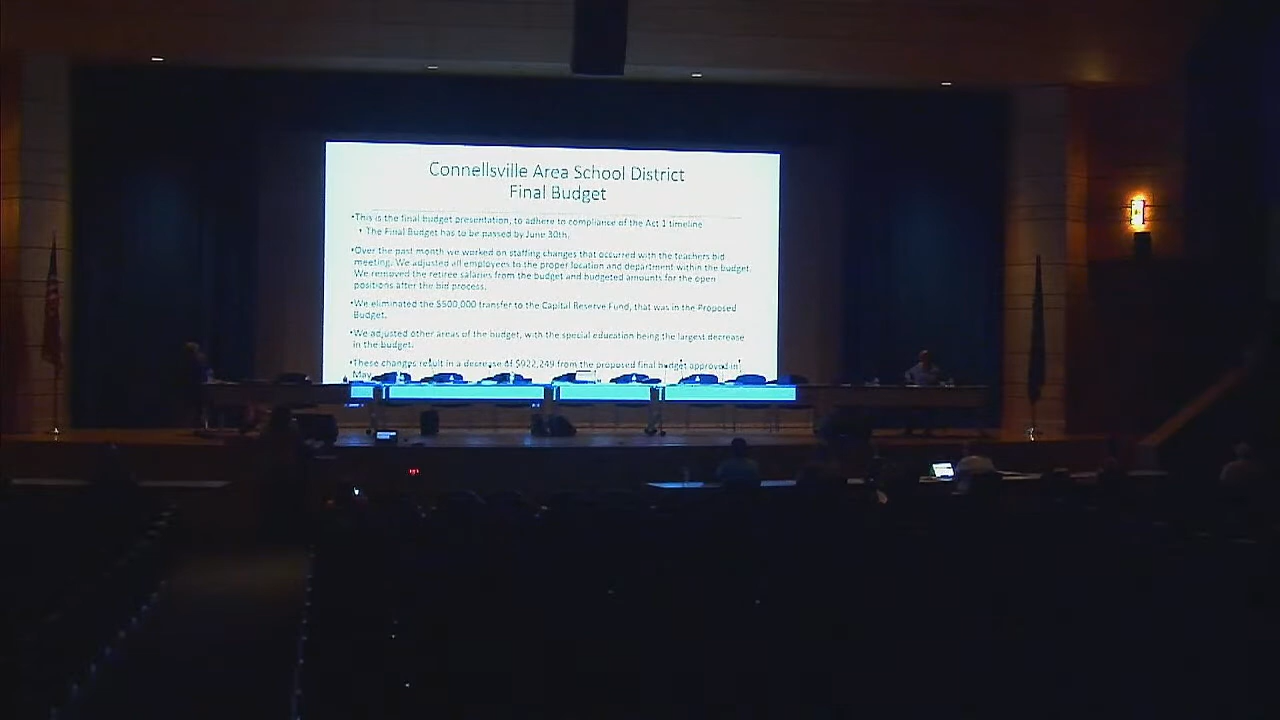 Connellsville Area School District
Final Budget
•This is the final budget presentation, to adhere to compliance of the Act 1 timeline
• The Final Budget has to be passed by June 30th.
•Over the past month we worked on staffing changes that occurred with the teachers bid
meeting. We adjusted all employees to the proper location and department within the budget.
We removed the retiree salaries from the budget and budgeted amounts for the open
positions after the bid process.
•We eliminated the $500,000 transfer to the Capital Reserve Fund, that was in the Proposed
Budget.
•We adjusted other areas of the budget, with the special education being the largest decrease
in the budget.
•These changes result in a decrease of $922,249 from the proposed final budget approved in
May